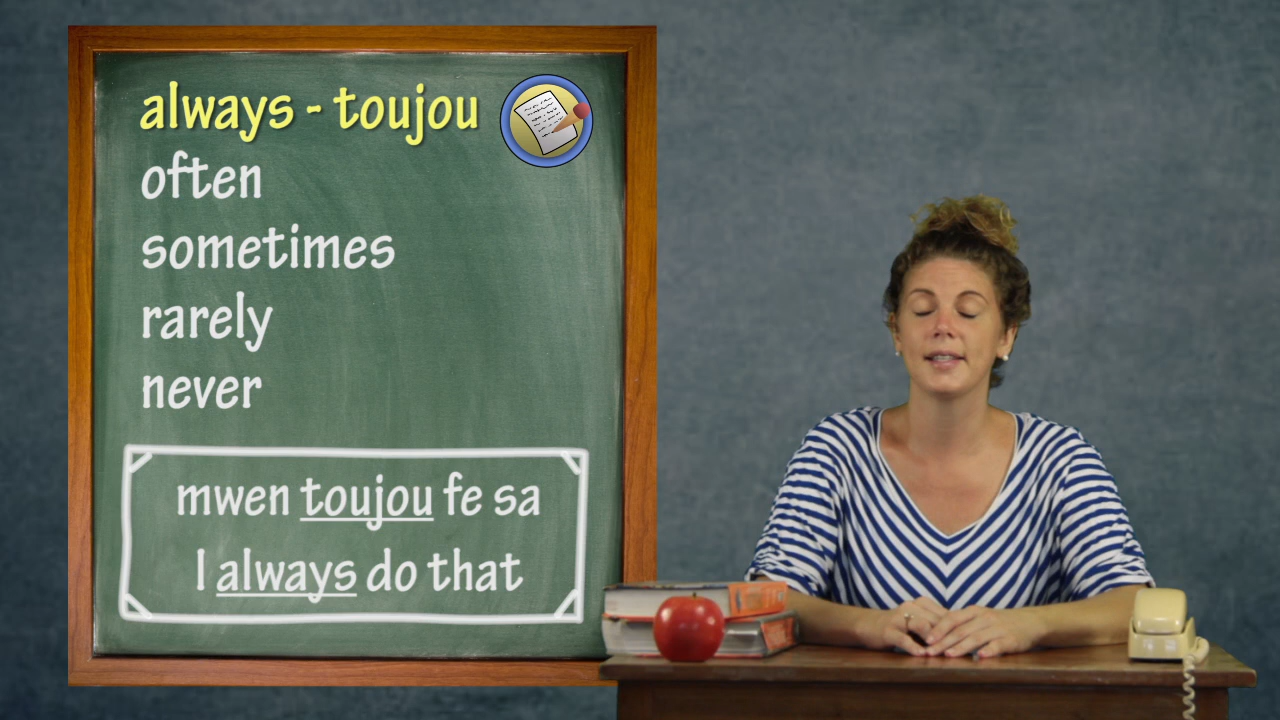 always - toujou
often
sometimes
rarely
never
mwen toujou fe sa
I always do that